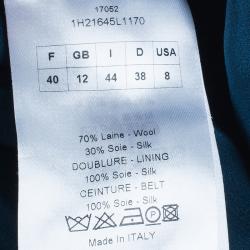 17052
1H21645L1170
F GB I D USA
40 12 44 38 8
70% Laine - Wool
30% Soie - Silk
DOUBLURE - LINING
100% Soie - Silk
CEINTURE - BELT
100% Soie - Silk
P
Made In ITALY